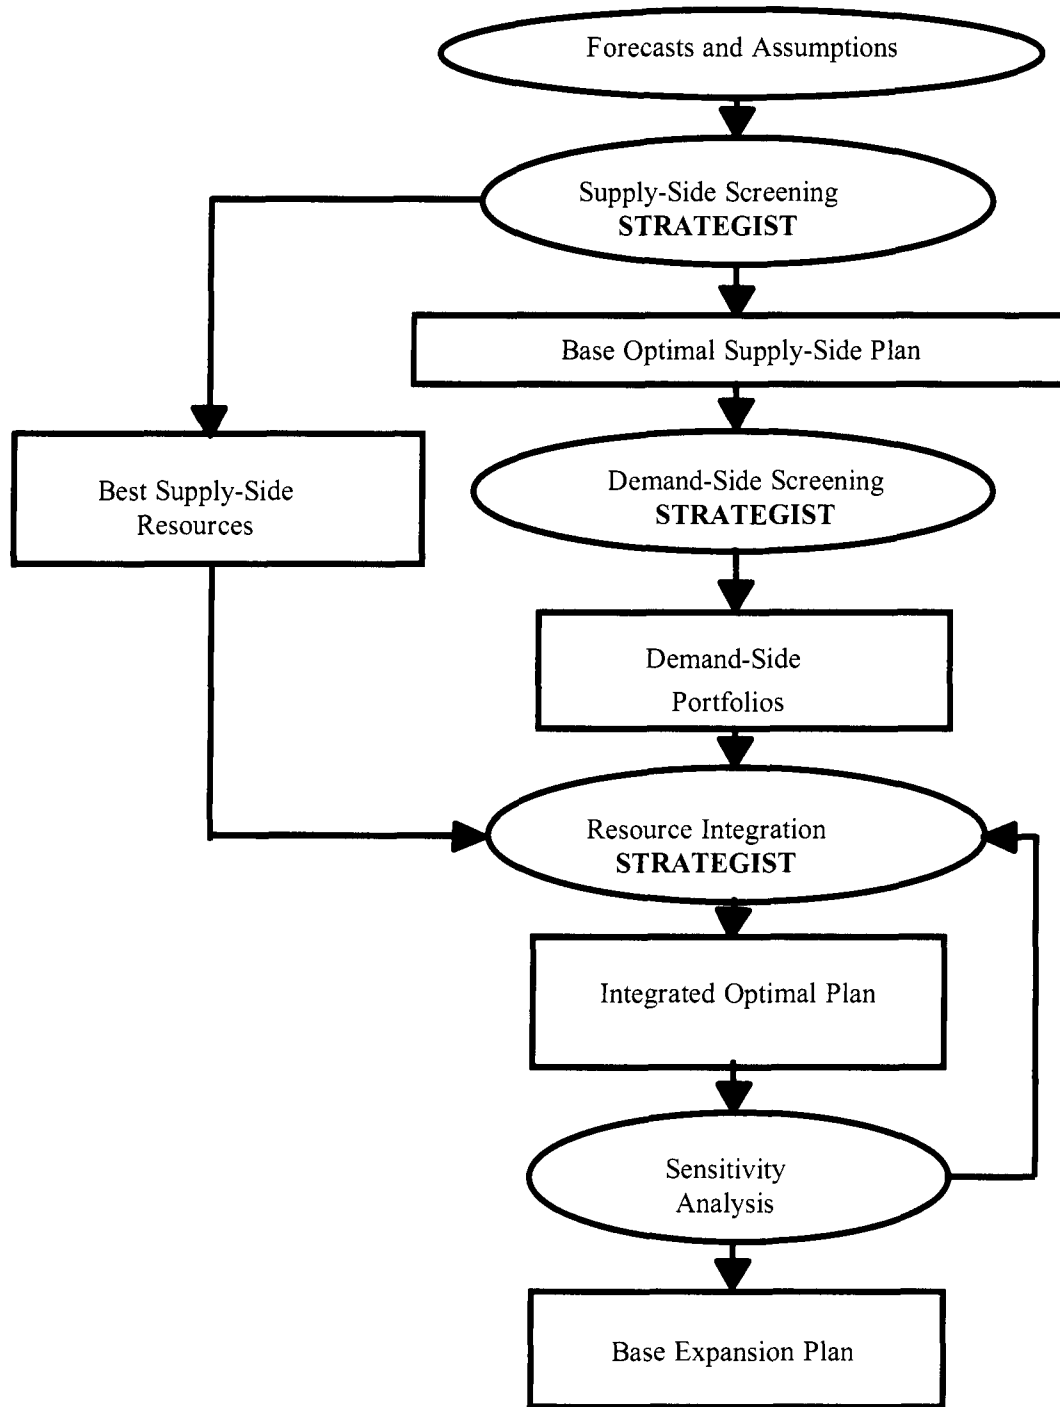 Forecasts and Assumptions
Supply-Side Screening
STRATEGIST
Base Optimal Supply-Side Plan
Best Supply-Side
Resources
Demand-Side Screening
STRATEGIST
Demand-Side
Portfolios
Resource Integration
STRATEGIST
Integrated Optimal Plan
Sensitivity
Analysis
Base Expansion Plan